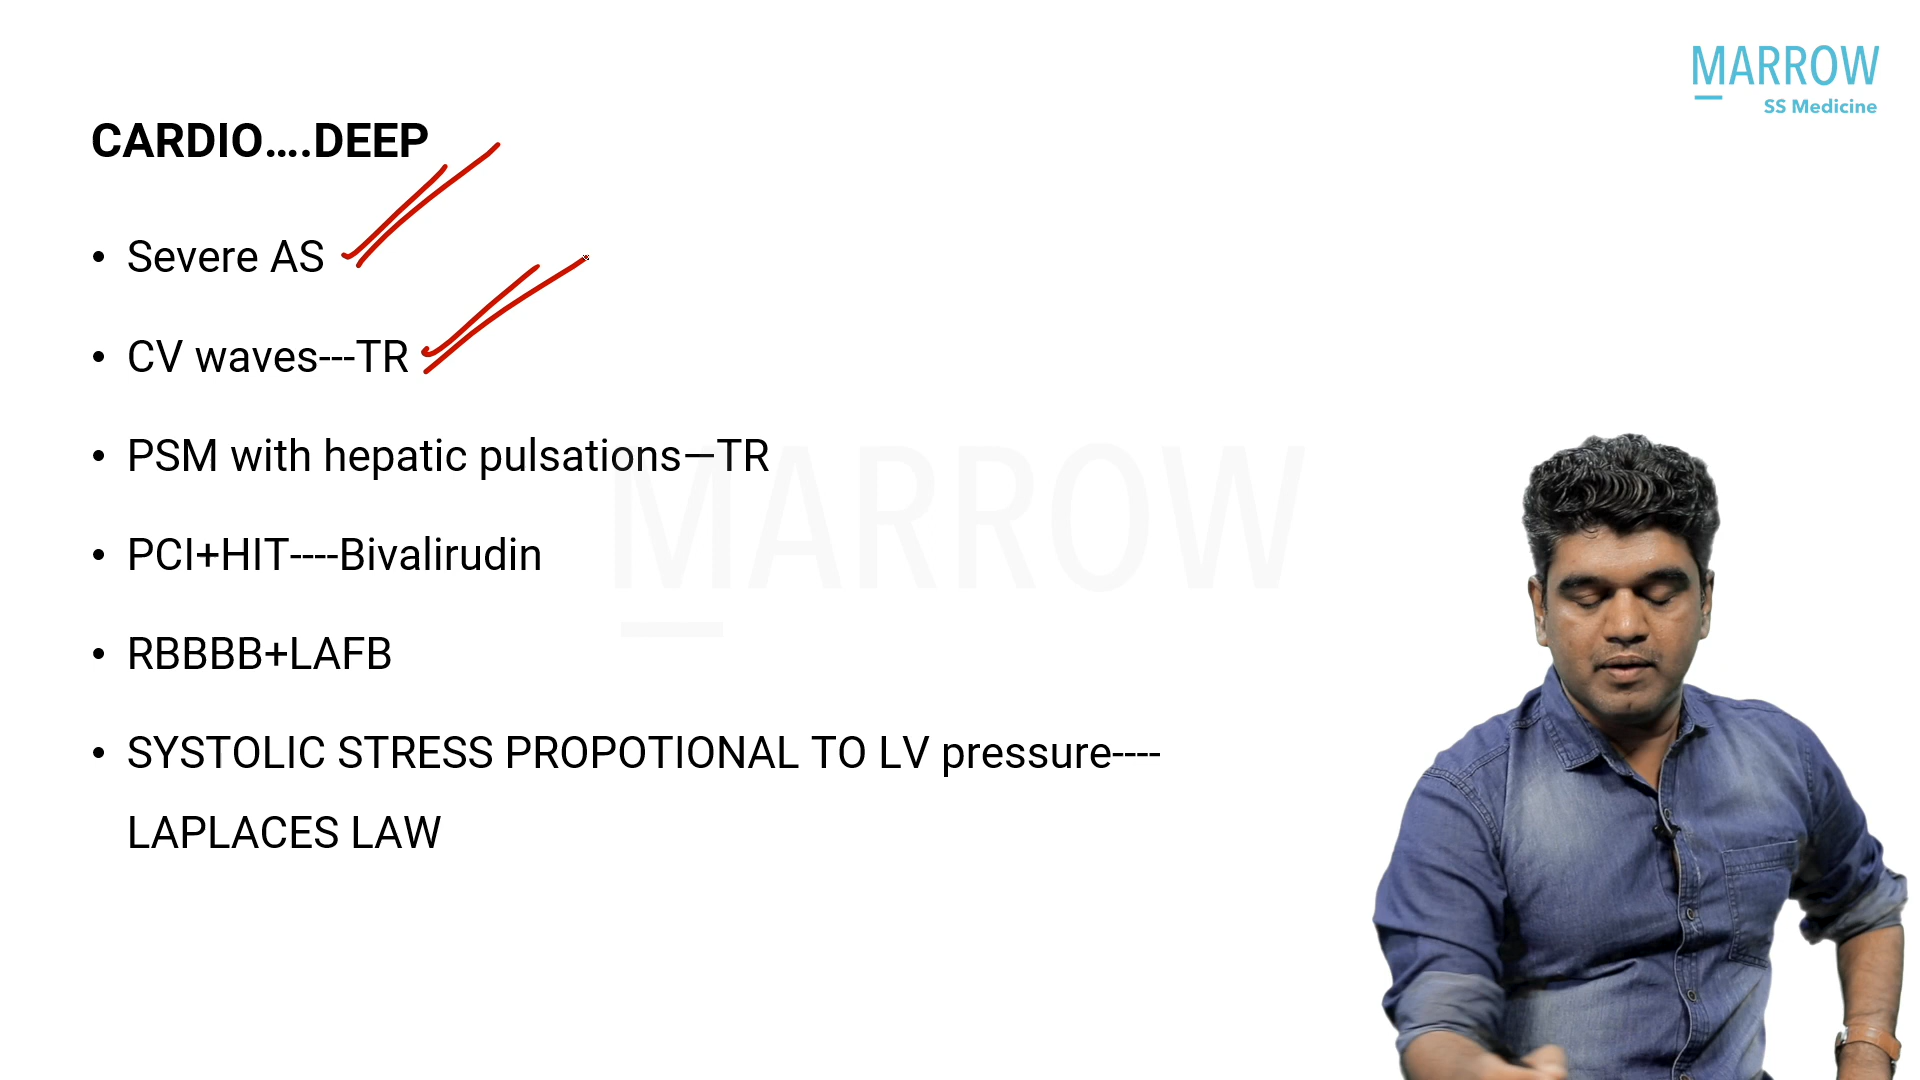 MARROW
SS Medicine
CARDIO....DEEP
• Severe AS
• CV waves---TR
• PSM with hepatic pulsations—TR
• PCI+HIT----Bivalirudin
• RBBBB+LAFB
• SYSTOLIC STRESS PROPOTIONAL TO LV pressure----
LAPLACES LAW
MARROW